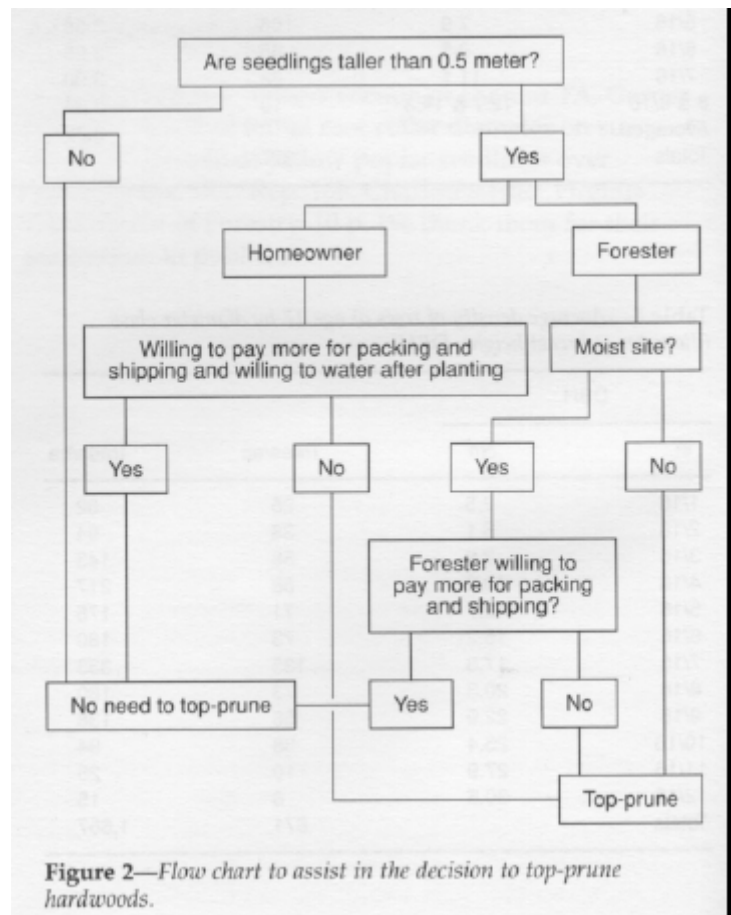 Are seedlings taller than 0.5 meter?
No
Yes
Homeowner
Forester
Willing to pay more for packing and
shipping and willing to water after planting
Moist site?
Yes
No
Yes
No
Forester willing to
pay more for packing
and shipping?
No need to top-prune
Yes
No
Top-prune
Figure 2—Flow chart to assist in the decision to top-prune
hardwoods.